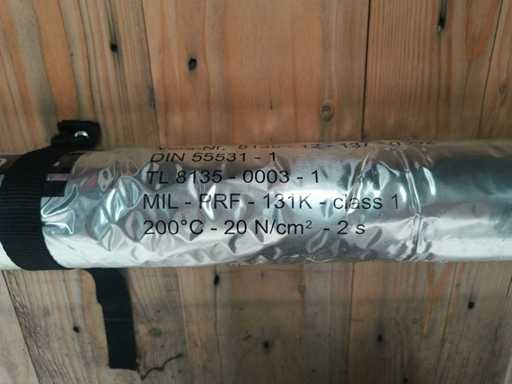 DIN 55531 - 1
TL 8135 - 0003 - 1
MIL - PRF - 131K - class 1
200°C - 20 N/cm² - 2 s